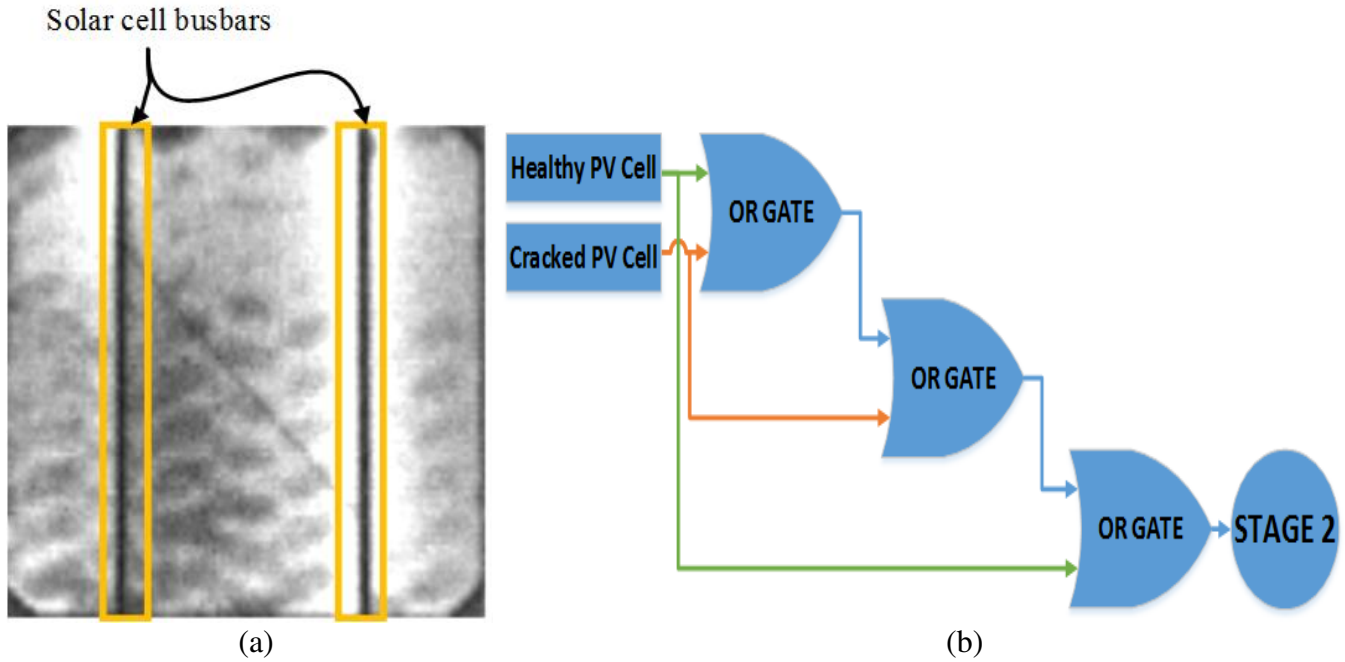 Solar cell busbars
Healthy PV Cell
Cracked PV Cell
OR GATE
OR GATE
OR GATE
STAGE 2
(a)
(b)